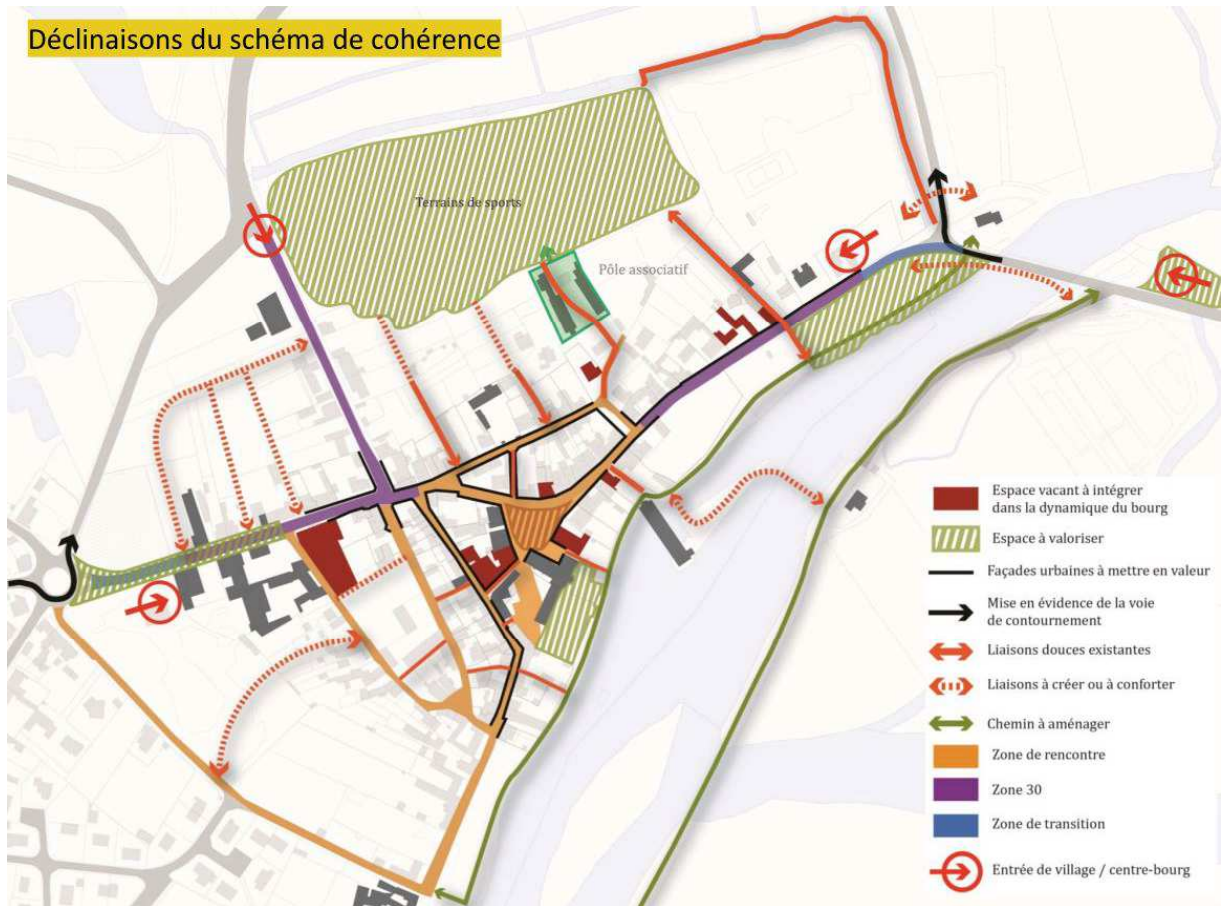 Déclinaisons du schéma de cohérence
Terrains de sports
Pôle associatif
Espace vacant à intégrer
dans la dynamique du bourg
Espace à valoriser
Façades urbaines à mettre en valeur
Mise en évidence de la voie
de contournement
Liaisons douces existantes
Liaisons à créer ou à conforter
Chemin à aménager
Zone de rencontre
Zone 30
Zone de transition
Entrée de village / centre-bourg